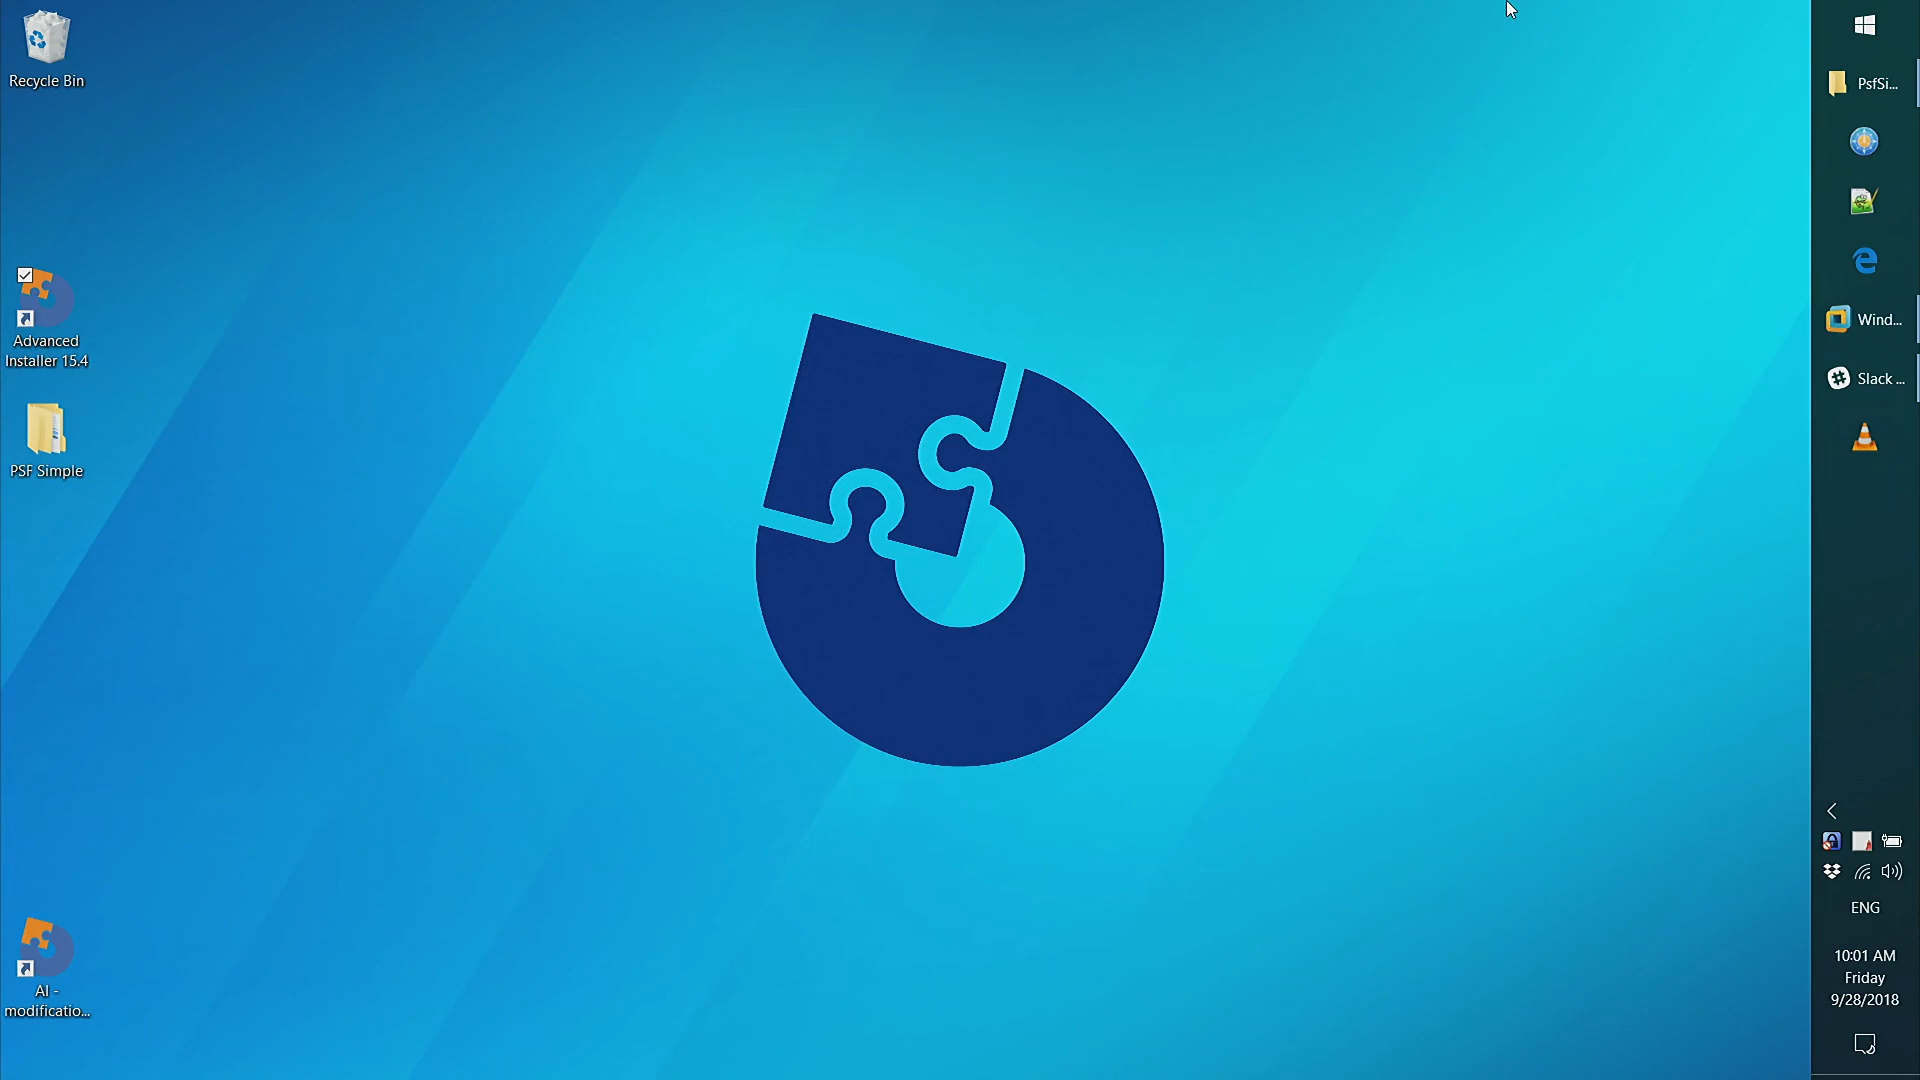 Recycle Bin
Advanced
Installer 15.4
PSF Simple
AI -
modificatio...
PsfSi...
Wind...
Slack ...
ENG
10:01 AM
Friday
9/28/2018